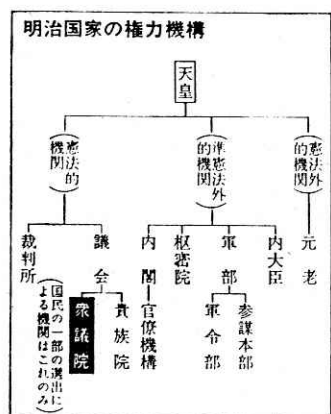 明治国家の権力機構
天皇
(憲法外的機関)
(準憲法外的機関)
(憲法的機関)
元老
内大臣
軍部
枢密院
内閣
議会
裁判所
参謀本部
軍令部
官僚機構
貴族院
衆議院
(国民の一部の選出に
よる機関はこれのみ)